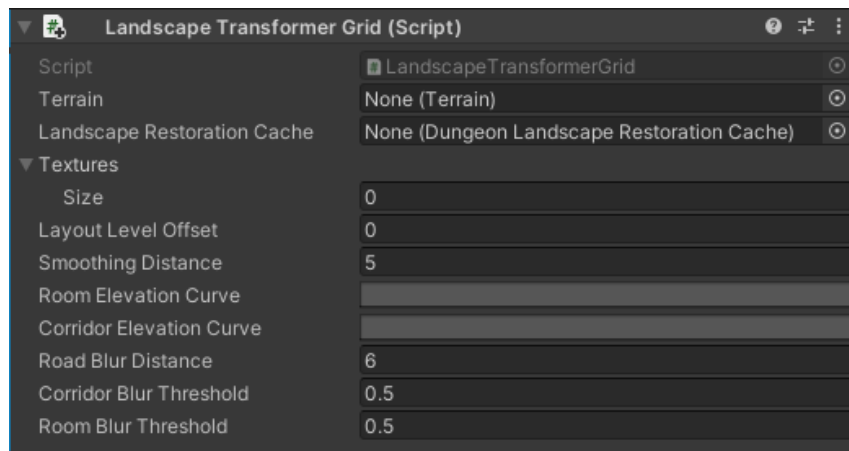 Landscape Transformer Grid (Script)
Script LandscapeTransformerGrid
Terrain None (Terrain)
Landscape Restoration Cache None (Dungeon Landscape Restoration Cache)
Textures
Size 0
Layout Level Offset 0
Smoothing Distance 5
Room Elevation Curve
Corridor Elevation Curve
Road Blur Distance 6
Corridor Blur Threshold 0.5
Room Blur Threshold 0.5